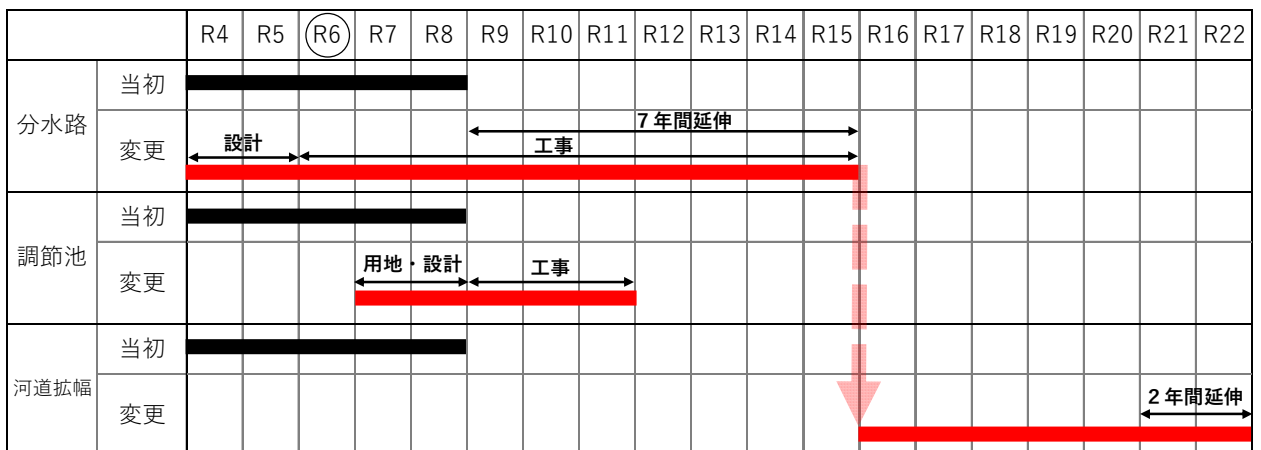 R4 R5 R6 R7 R8 R9 R10 R11 R12 R13 R14 R15 R16 R17 R18 R19 R20 R21 R22
分水路
当初
7年間延伸
変更
設計
工事
調節池
当初
変更
用地・設計
工事
河道拡幅
当初
変更
2年間延伸